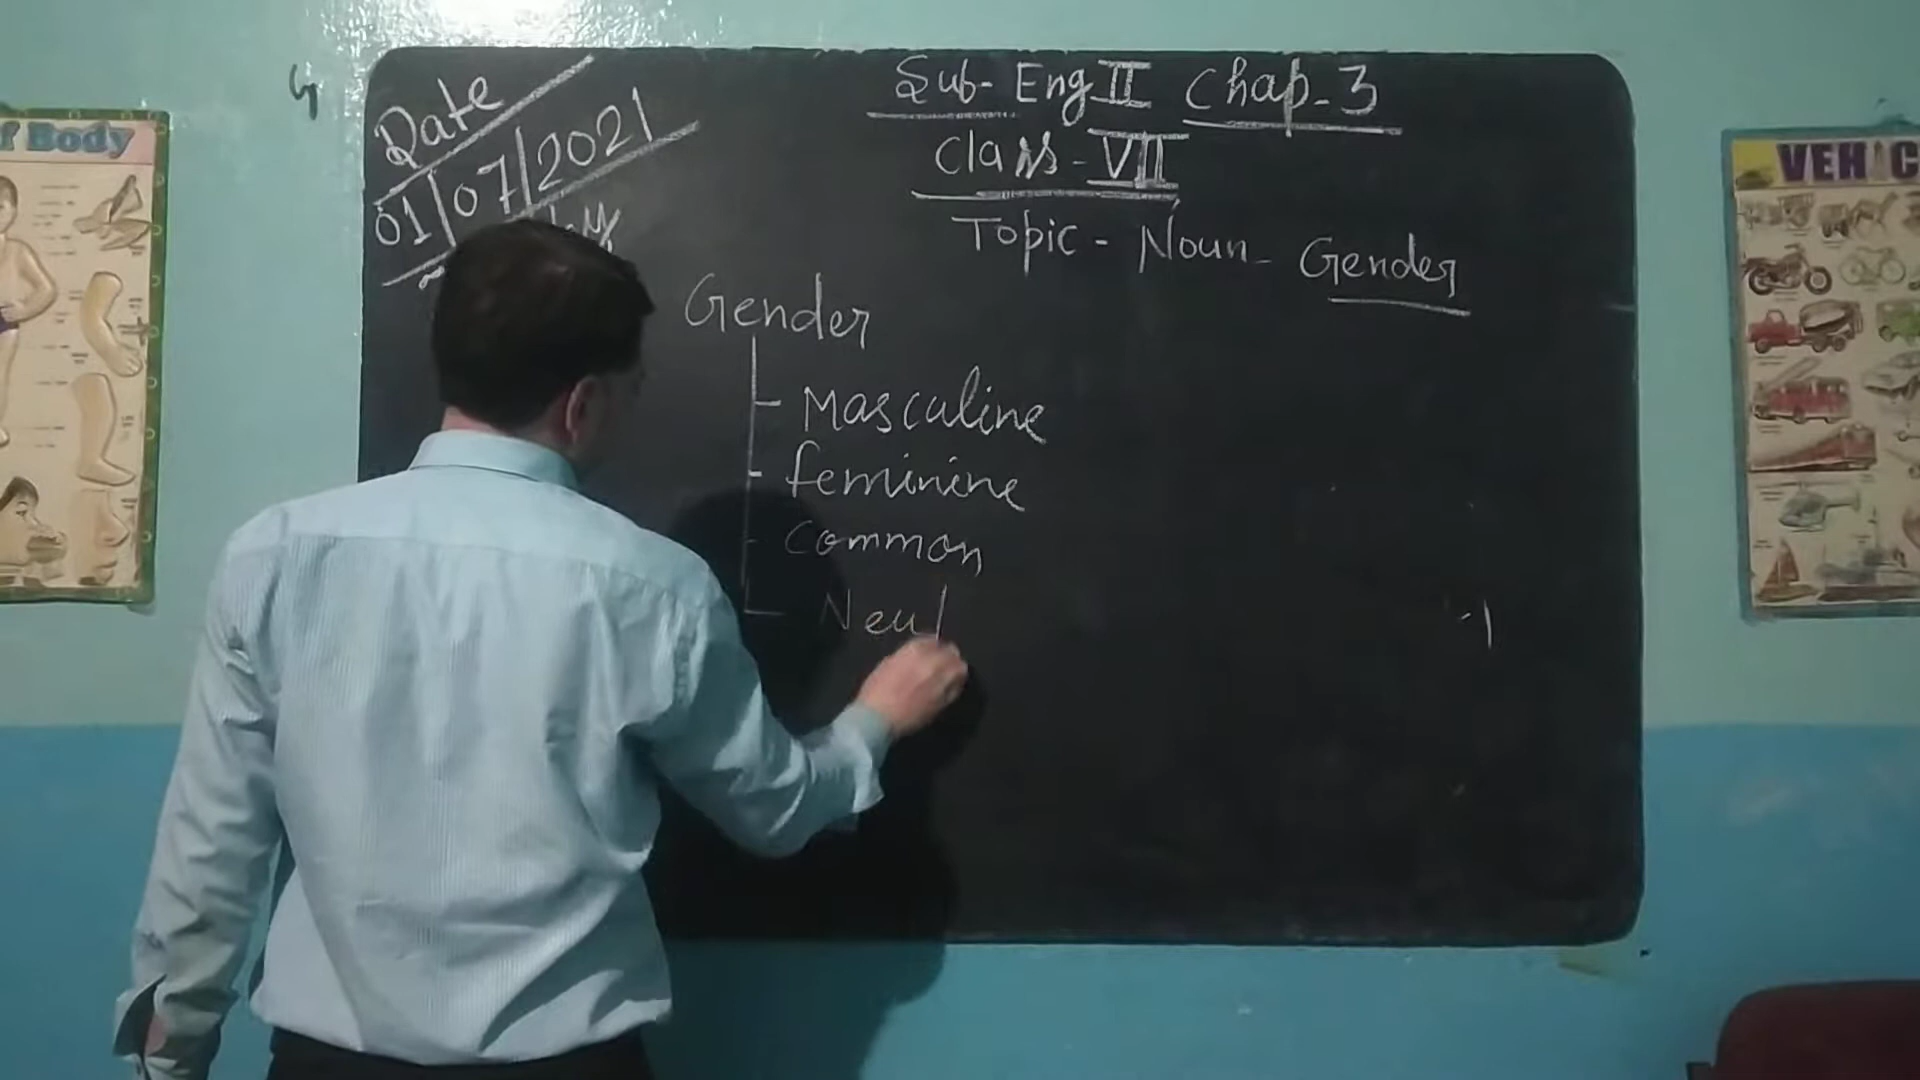 Date
01/07/2021
Sub- Eng II Chap-3
Class - VII
Topic - Noun - Gender
Gender
Masculine
feminine
Common
Neut
f Body
VEHIC